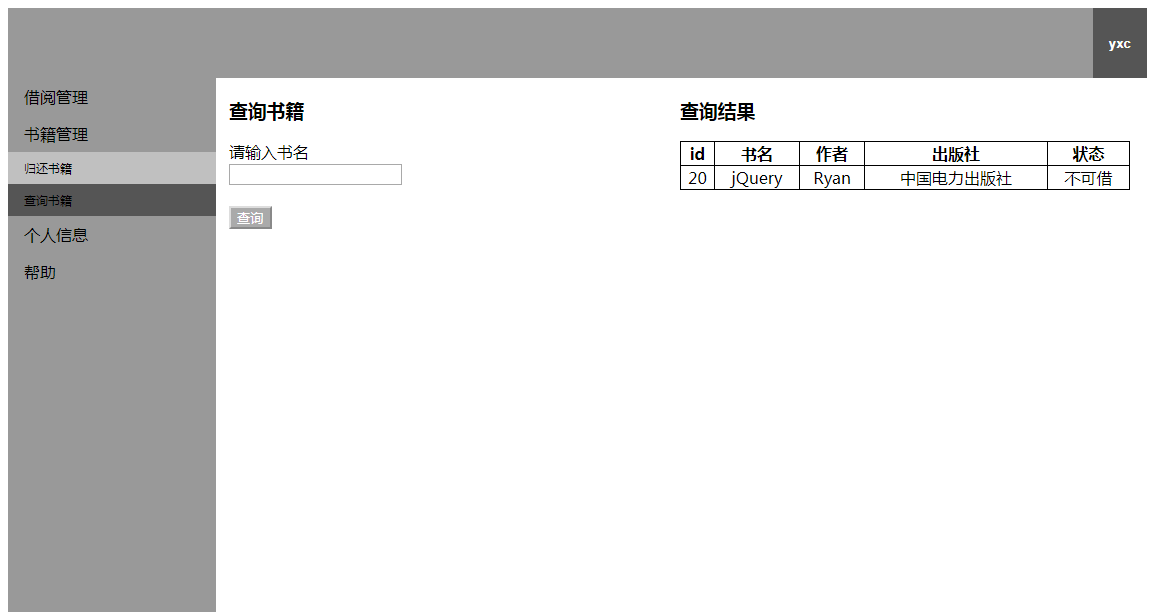 yxc
借阅管理
书籍管理
归还书籍
查询书籍
个人信息
帮助
查询书籍
请输入书名
查询
查询结果
id 书名 作者 出版社 状态
20 jQuery Ryan 中国电力出版社 不可借